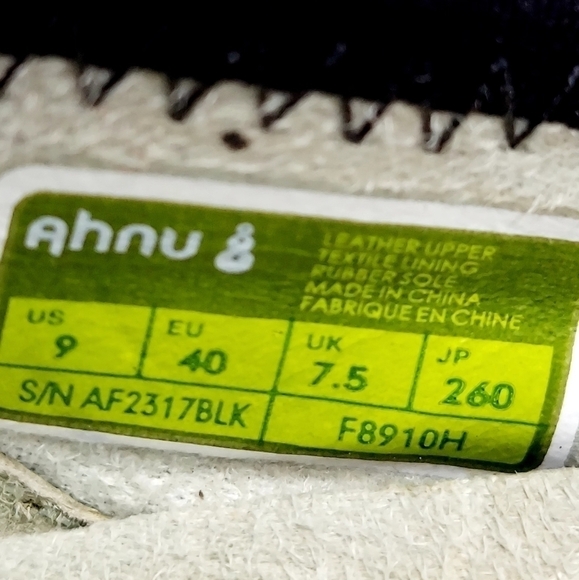 Ahnu
LEATHER UPPER
TEXTILE LINING
RUBBER SOLE
MADE IN CHINA
FABRIQUE EN CHINE
US
9
EU
40
UK
7.5
JP
260
S/N AF2317BLK
F8910H